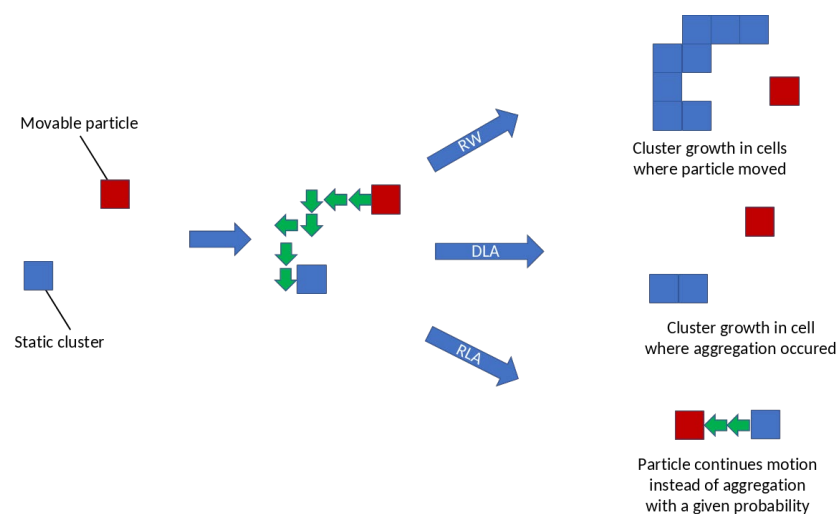 Movable particle
Static cluster
RW
DLA
RLA
Cluster growth in cells
where particle moved
Cluster growth in cell
where aggregation occured
Particle continues motion
instead of aggregation
with a given probability